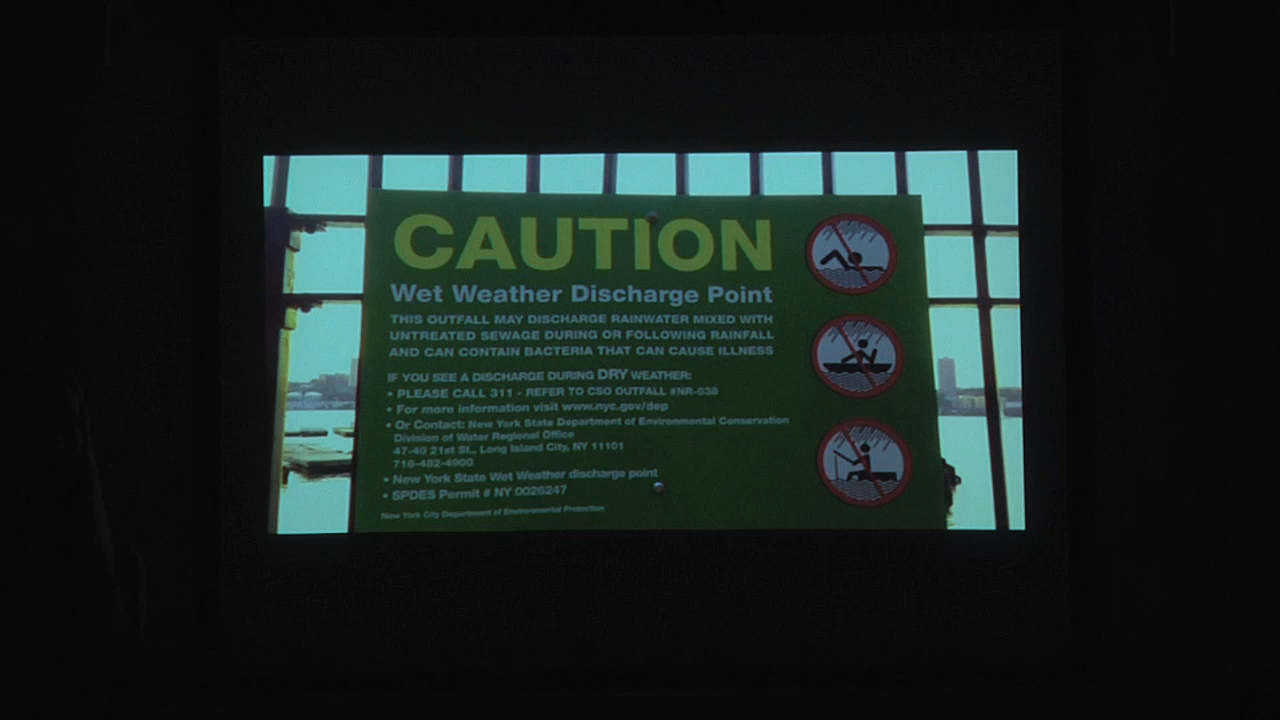 CAUTION
Wet Weather Discharge Point
THIS OUTFALL MAY DISCHARGE RAINWATER MIXED WITH
UNTREATED SEWAGE DURING OR FOLLOWING RAINFALL
AND CAN CONTAIN BACTERIA THAT CAN CAUSE ILLNESS
IF YOU SEE A DISCHARGE DURING DRY WEATHER:
• PLEASE CALL 311 - REFER TO CSO OUTFALL #NR-038
• For more information visit www.nyc.gov/dep
• Or Contact: New York State Department of Environmental Conservation
Division of Water Regional Office
47-40 21st St., Long Island City, NY 11101
718-482-4900
• New York State Wet Weather discharge point
• SPDES Permit # NY 0026247
New York City Department of Environmental Protection